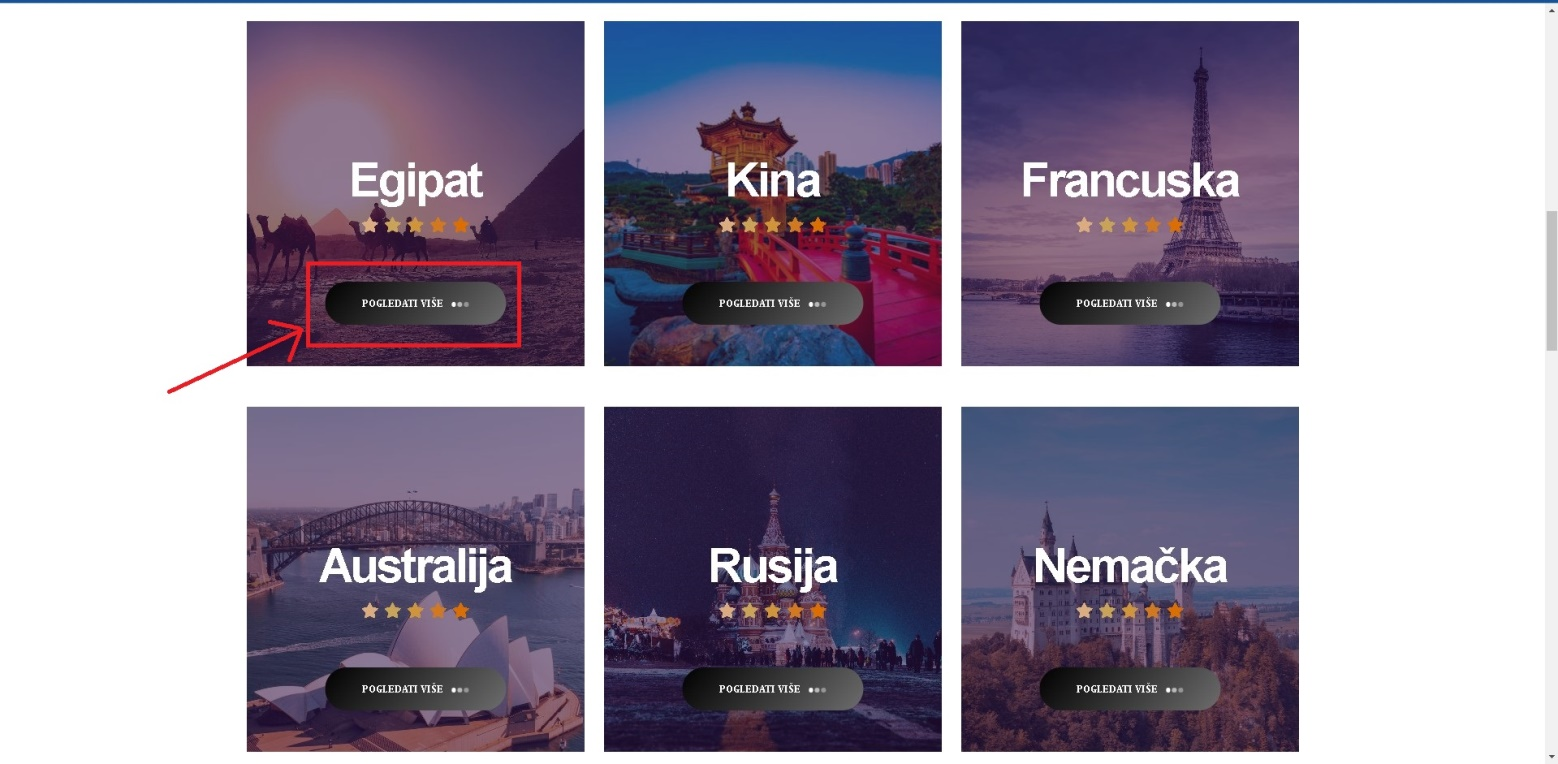 Egipat
POGLEDATI VIŠE
Kina
POGLEDATI VIŠE
Francuska
POGLEDATI VIŠE
Australija
POGLEDATI VIŠE
Rusija
POGLEDATI VIŠE
Nemačka
POGLEDATI VIŠE